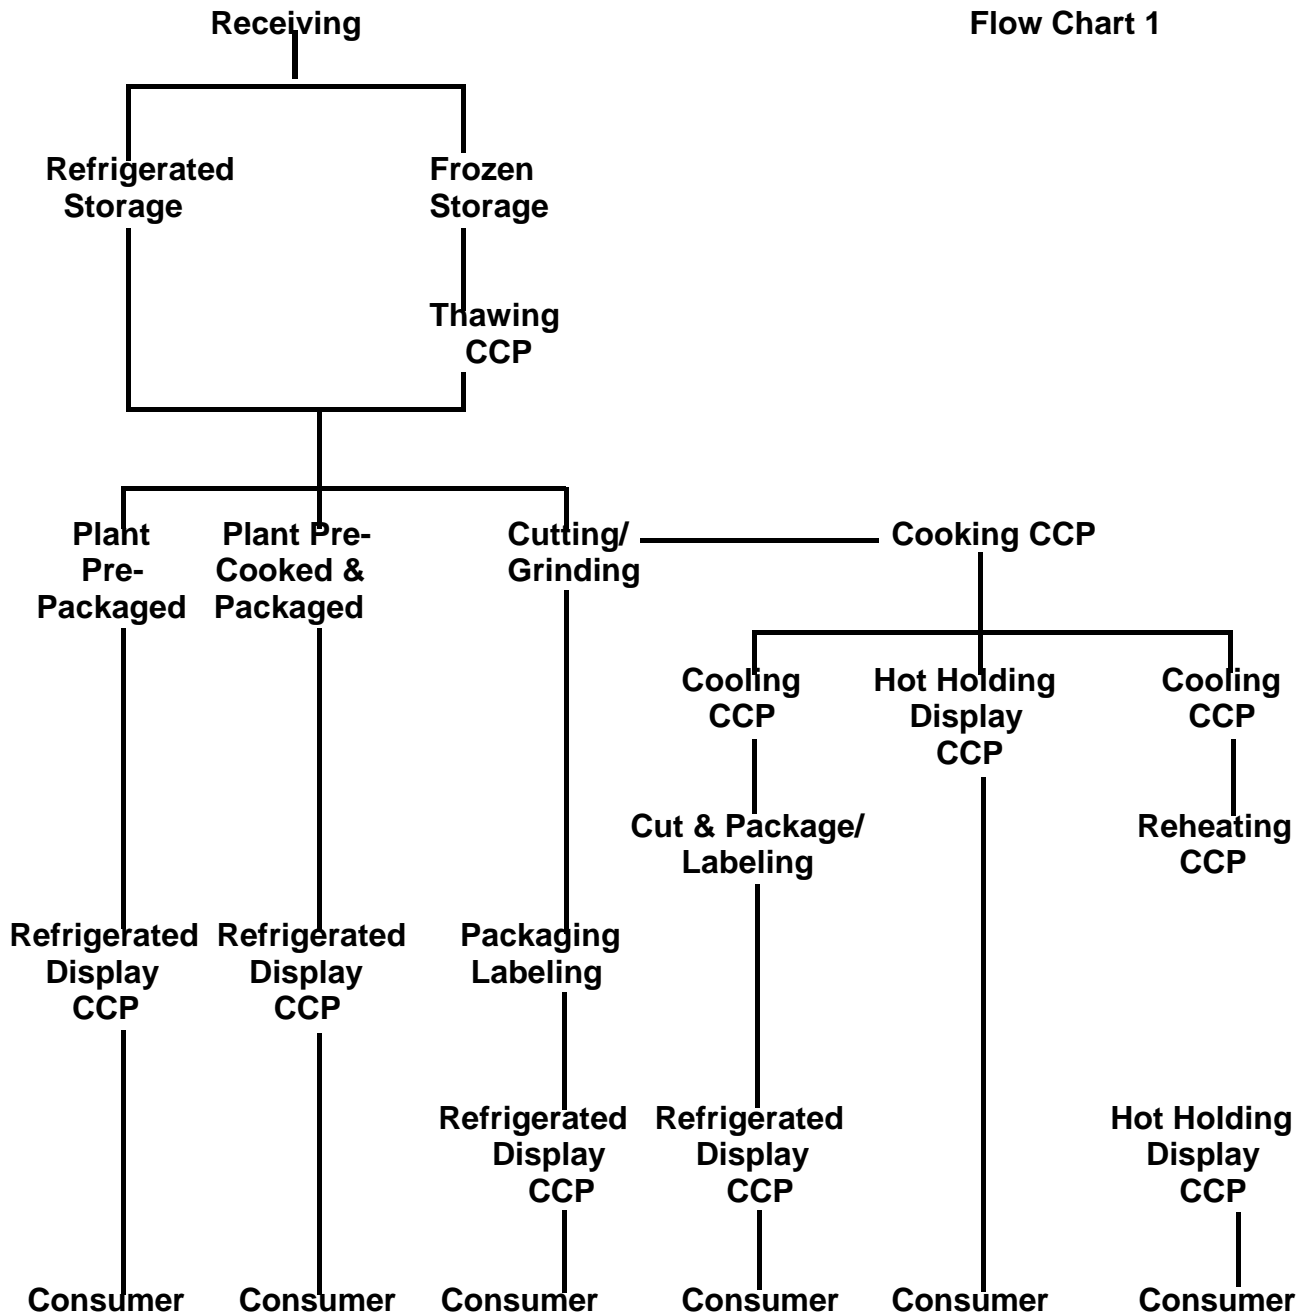 Receiving
Flow Chart 1
Refrigerated
Storage
Frozen
Storage
Thawing
CCP
Plant
Pre-
Packaged
Plant Pre-
Cooked &
Packaged
Cutting/
Grinding
Cooking CCP
Cooling
CCP
Hot Holding
Display
CCP
Cooling
CCP
Cut & Package/
Labeling
Reheating
CCP
Refrigerated
Display
CCP
Refrigerated
Display
CCP
Packaging
Labeling
Refrigerated
Display
CCP
Refrigerated
Display
CCP
Hot Holding
Display
CCP
Consumer
Consumer
Consumer
Consumer
Consumer
Consumer